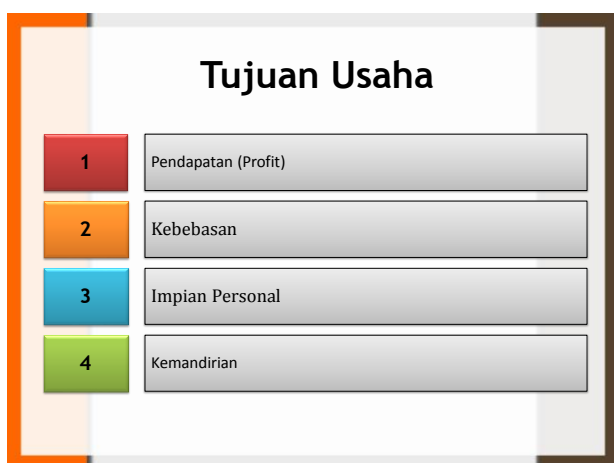 Tujuan Usaha
1 Pendapatan (Profit)
2 Kebebasan
3 Impian Personal
4 Kemandirian